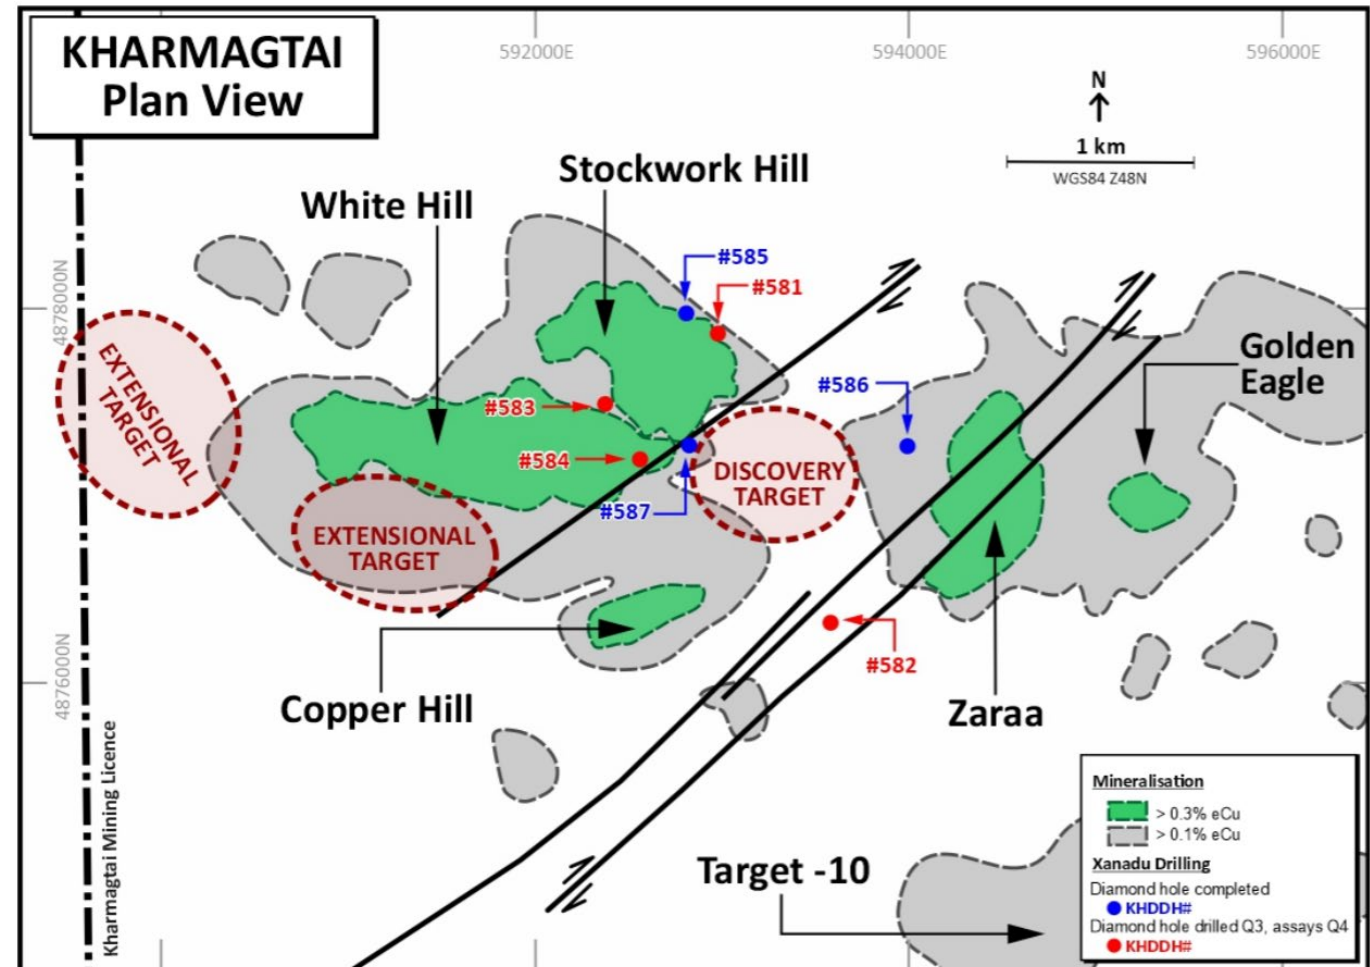 KHARMAGTAI
Plan View
592000E
594000E
596000E
N
1 km
WGS84 Z48N
Stockwork Hill
White Hill
#585
#581
4878000N
Golden
Eagle
EXTENSIONAL
TARGET
#586
#583
#584
DISCOVERY
TARGET
#587
EXTENSIONAL
TARGET
4876000N
#582
Copper Hill
Zaraa
Kharmagtai Mining Licence
Target -10
Mineralisation
> 0.3% eCu
> 0.1% eCu
Xanadu Drilling
Diamond hole completed
KHDDH#
Diamond hole drilled Q3, assays Q4
KHDDH#